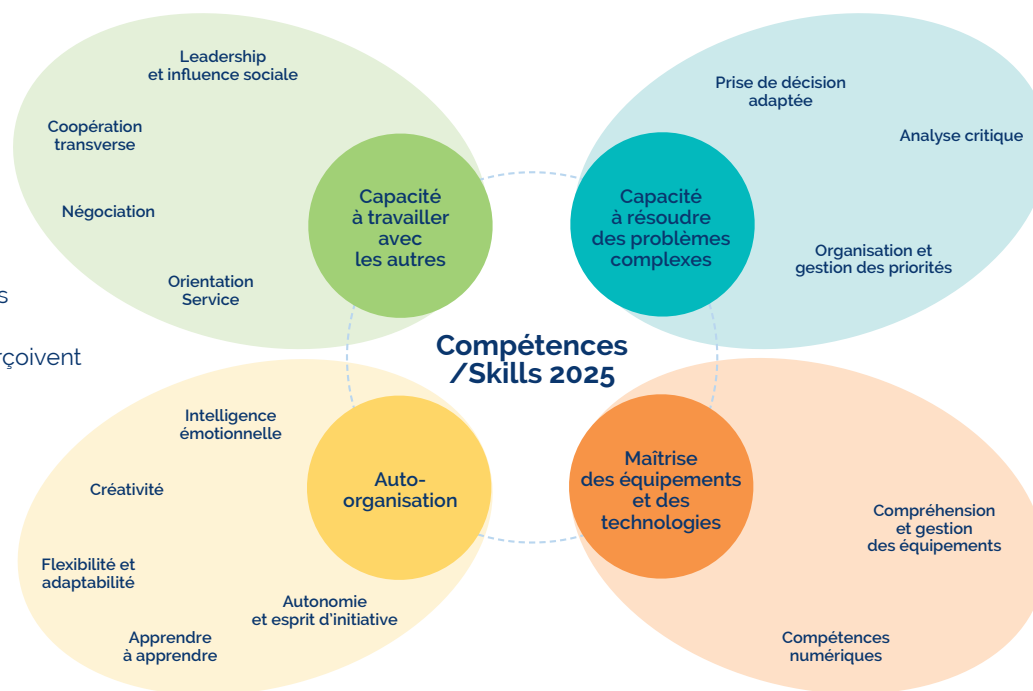 Leadership
et influence sociale
Coopération
transverse
Négociation
Orientation
Service
Capacité
à travailler
avec
les autres
Prise de décision
adaptée
Analyse critique
Organisation et
gestion des priorités
Capacité
à résoudre
des problèmes
complexes
s
rçoivent
Compétences
/Skills 2025
Intelligence
émotionnelle
Créativité
Flexibilité et
adaptabilité
Apprendre
à apprendre
Autonomie
et esprit d'initiative
Auto-
organisation
Maîtrise
des équipements
et des
technologies
Compréhension
et gestion
des équipements
Compétences
numériques